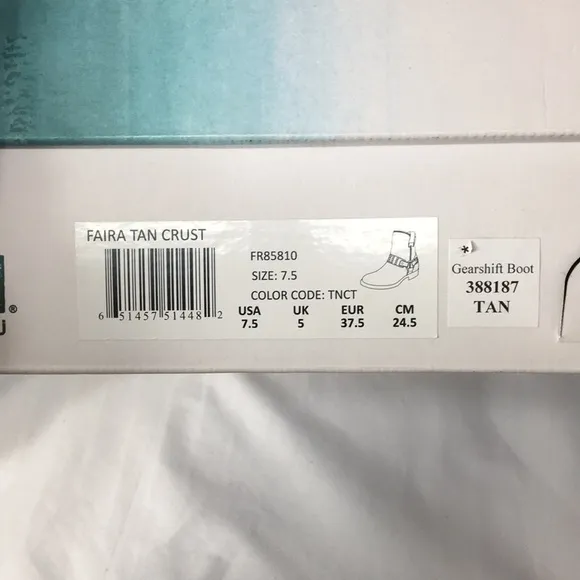 FAIRA TAN CRUST
FR85810
SIZE: 7.5
COLOR CODE: TNCT
6 51457 51448 2
USA UK EUR CM
7.5 5 37.5 24.5
*
Gearshift Boot
388187
TAN
®